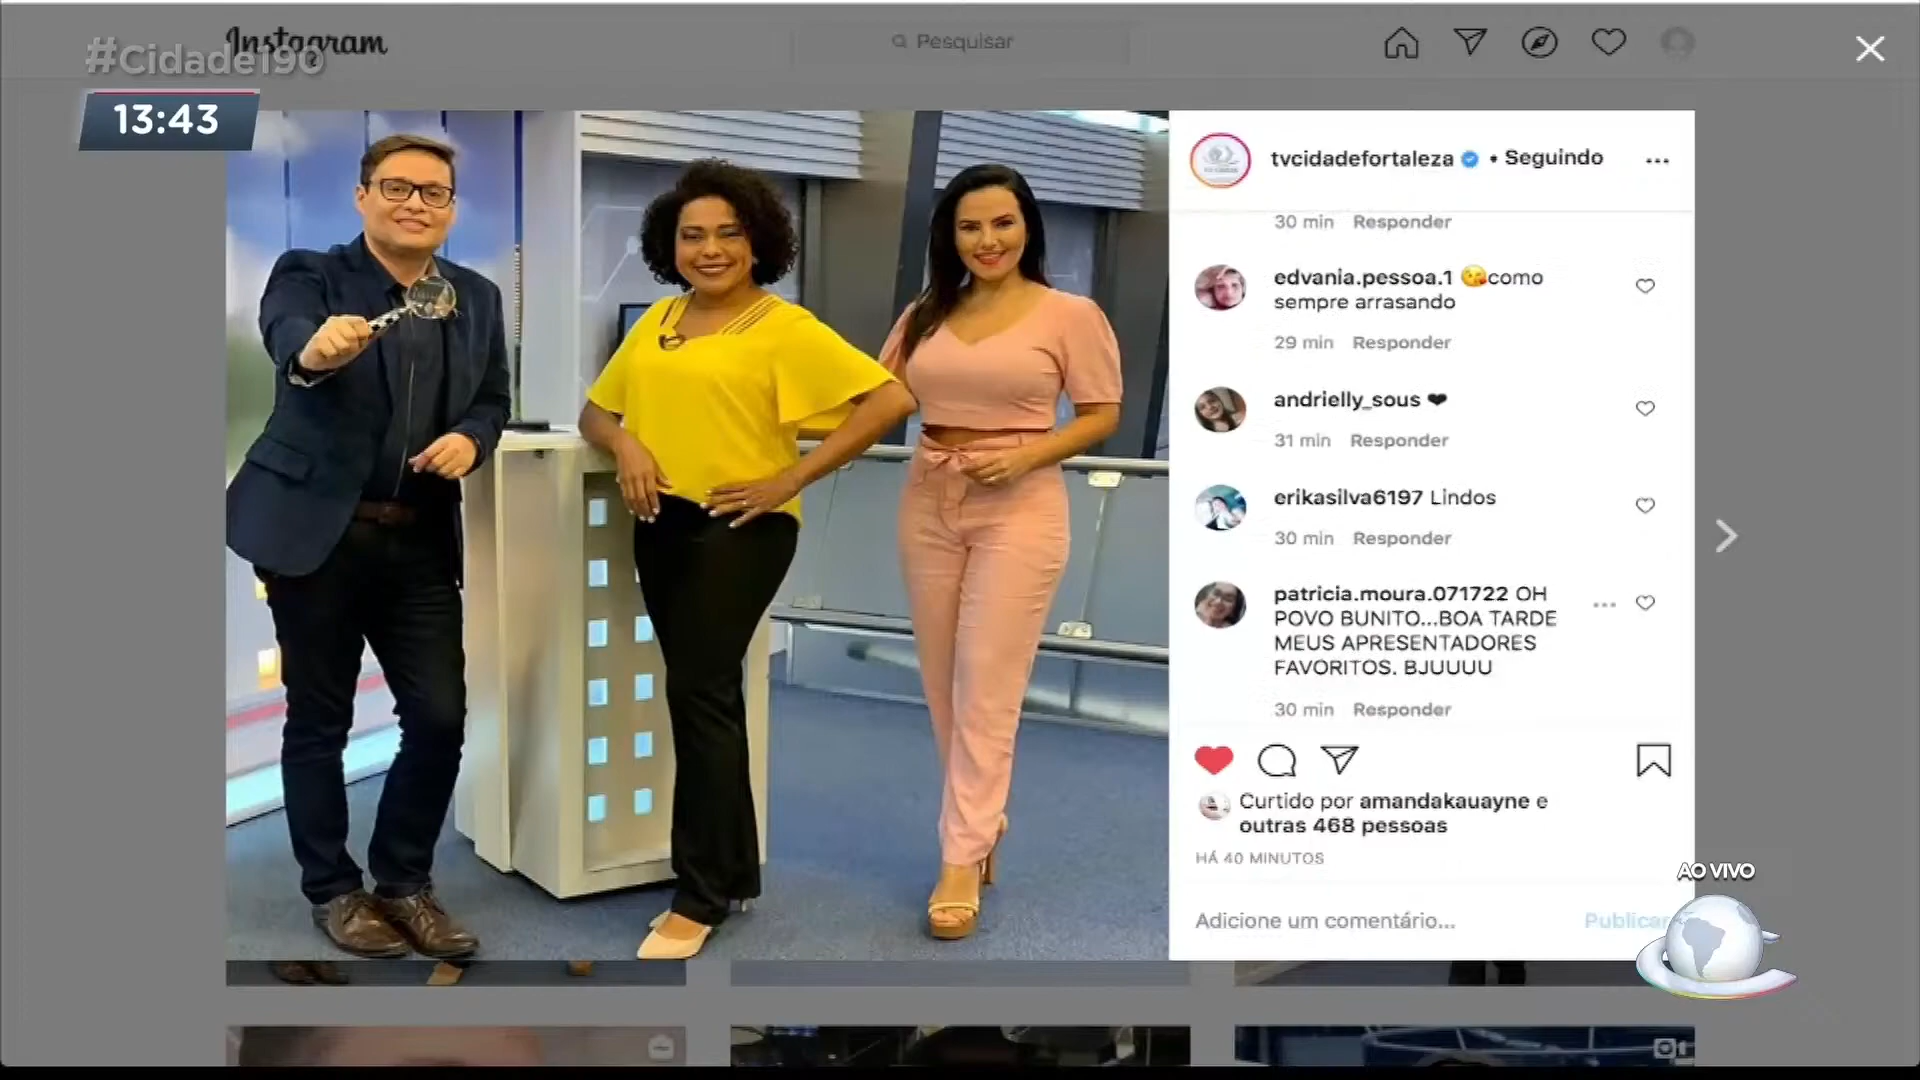 Instagram
#Cidade190
Pesquisar
13:43
tvcidadefortaleza • Seguindo
30 min Responder
edvania.pessoa.1 😘como
sempre arrasando
29 min Responder
andrielly_sous ❤
31 min Responder
erikasilva6197 Lindos
30 min Responder
patricia.moura.071722 OH
POVO BUNITO...BOA TARDE
MEUS APRESENTADORES
FAVORITOS. BJUUUU
30 min Responder
Curtido por amandakauayne e
outras 468 pessoas
HÁ 40 MINUTOS
AO VIVO
Adicione um comentário...
Publicar